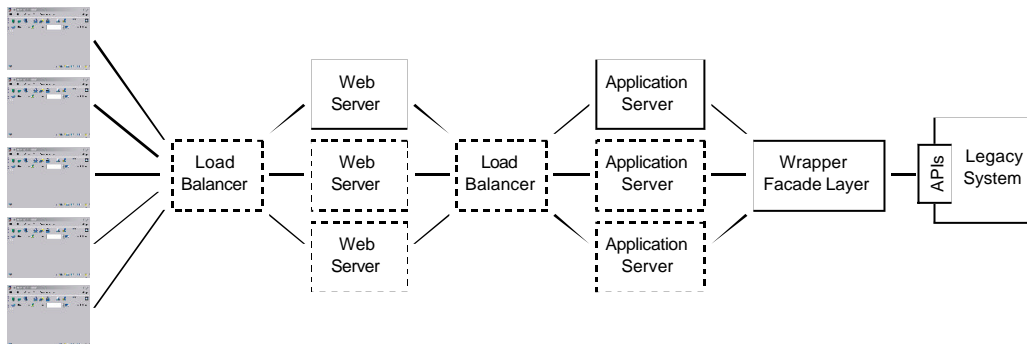 Web
Server
Application
Server
Load
Balancer
Web
Server
Load
Balancer
Application
Server
Wrapper
Facade Layer
APIs
Legacy
System
Web
Server
Application
Server